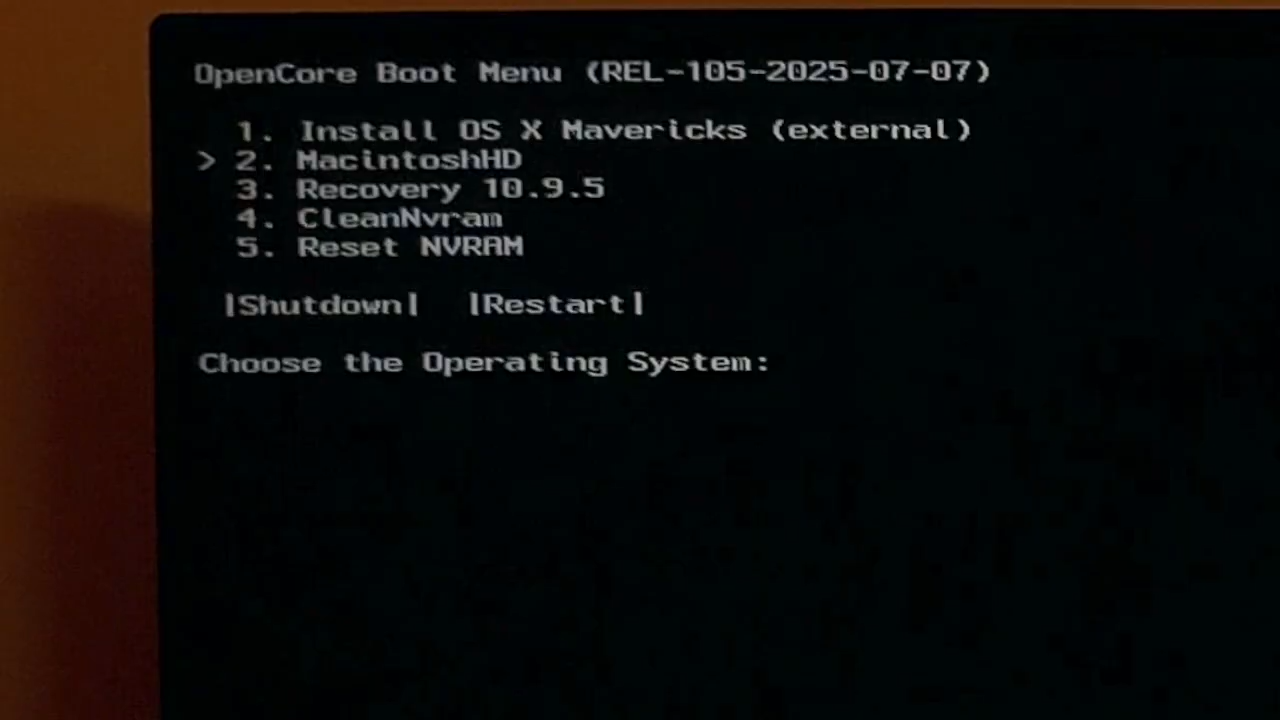 OpenCore Boot Menu (REL-105-2025-07-07)
1. Install OS X Mavericks (external)
> 2. MacintoshHD
3. Recovery 10.9.5
4. CleanNvram
5. Reset NVRAM
|Shutdown| |Restart|
Choose the Operating System: